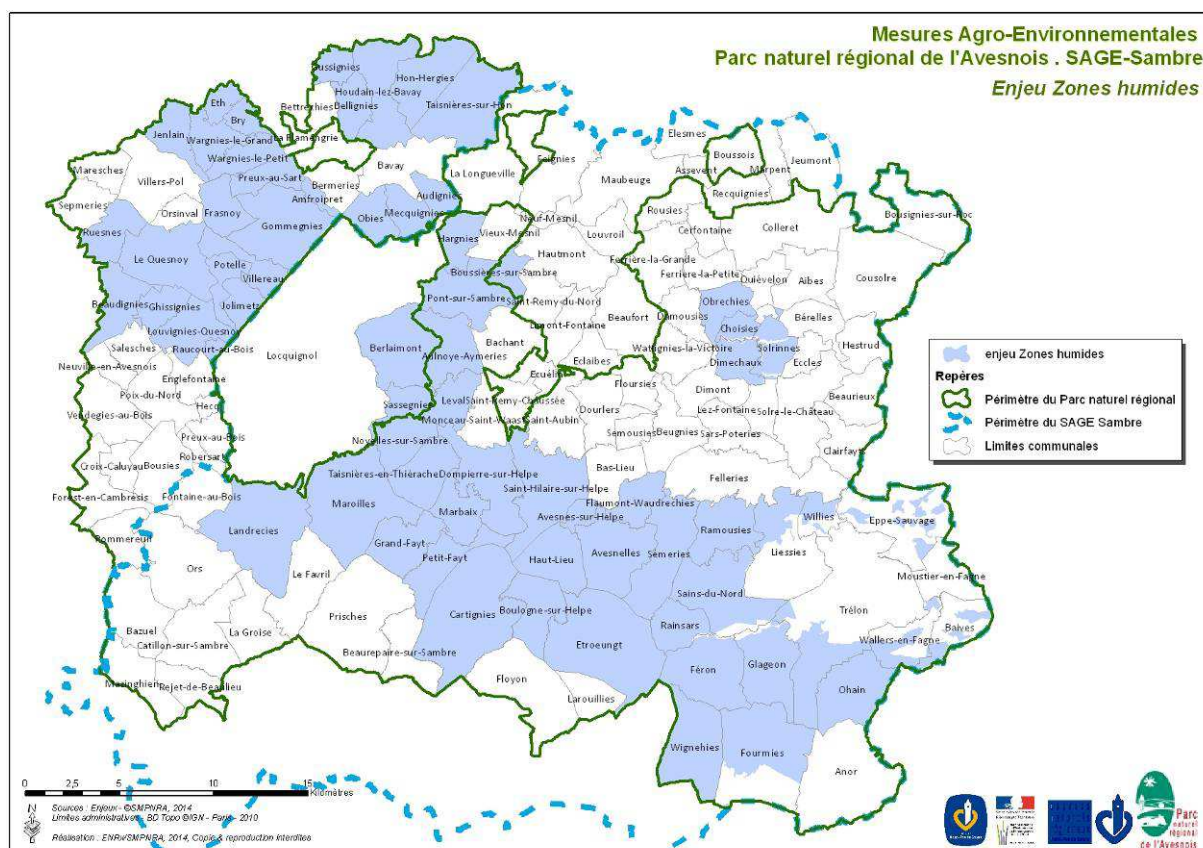 Mesures Agro-Environnementales
Parc naturel régional de l'Avesnois . SAGE-Sambre
Enjeu Zones humides
Bussignies
Hon-Hergies
Houdain-lez-Bavay
Bettrechies
Bellignies
Taisnières-sur-Hon
Eth
Bry
Jenlain
Wargnies-le-Grand
La Flamengrie
Wargnies-le-Petit
Bavay
La Longueville
Feignies
Elesmes
Boussois
Assevent
Marpent
Jeumont
Maubeuge
Recquignies
Maresches
Villers-Pol
Preux-au-Sart
Bermeries
Amfroipret
Audignies
Sepmeries
Orsinval
Frasnoy
Gommegnies
Obies
Mecquignies
Hargnies
Vieux-Mesnil
Neuf-Mesnil
Louvroil
Rousies
Cerfontaine
Colleret
Bousignies-sur-Roc
Ruesnes
Le Quesnoy
Potelle
Villereau
Hautmont
Ferrière-la-Grande
Ferrière-la-Petite
Quiévelon
Aibes
Cousolre
Boussières-sur-Sambre
Pont-sur-Sambre
Saint-Remy-du-Nord
Obrechies
Beaudignies
Ghissignies
Jolimetz
Louvignies-Quesnoy
Raucourt-au-Bois
Salesches
Locquignol
Berlaimont
Aulnoye-Aymeries
Bachant
Limont-Fontaine
Beaufort
Damousies
Choisies
Bérelles
Wattignies-la-Victoire
Solrinnes
Dimechaux
Eccles
Hestrud
Neuville-en-Avesnois
Englefontaine
Poix-du-Nord
Hecq
Vendegies-au-Bois
Sassegnies
Leval
Saint-Remy-Chaussée
Ecuélin
Eclaibes
Floursies
Dimont
Beaurieux
Monceau-Saint-Waast
Saint-Aubin
Dourlers
Lez-Fontaine
Solre-le-Château
Semousies
Beugnies
Sars-Poteries
Clairfayts
Preux-au-Bois
Robersart
Croix-Caluyau
Bousies
Noyelles-sur-Sambre
Bas-Lieu
Felleries
Forest-en-Cambrésis
Fontaine-au-Bois
Taisnières-en-Thiérache
Dompierre-sur-Helpe
Saint-Hilaire-sur-Helpe
Maroilles
Marbaix
Flaumont-Waudrechies
Avesnes-sur-Helpe
Willies
Eppe-Sauvage
Landrecies
Ramousies
Pommereuil
Grand-Fayt
Petit-Fayt
Haut-Lieu
Avesnelles
Sémeries
Liessies
Ors
Le Favril
Moustier-en-Fagne
Prisches
Cartignies
Boulogne-sur-Helpe
Sains-du-Nord
Trélon
Rainsars
Baives
Wallers-en-Fagne
Bazuel
La Groise
Catillon-sur-Sambre
Beaurepaire-sur-Sambre
Etroeungt
Féron
Glageon
Ohain
Mazinghien
Rejet-de-Beaulieu
Floyon
Larouillies
Wignehies
Fourmies
Anor
enjeu Zones humides
Repères
Périmètre du Parc naturel régional
Périmètre du SAGE Sambre
Limites communales
0 2,5 5 10 15
Kilomètres
N
Sources : Enjeux - ©SMPNRA, 2014
Limites administratives - BD Topo ©IGN - Paris - 2010
Réalisation : ENRx/SMPNRA, 2014, Copie & reproduction interdites
Parc
naturel
régional
de l'Avesnois